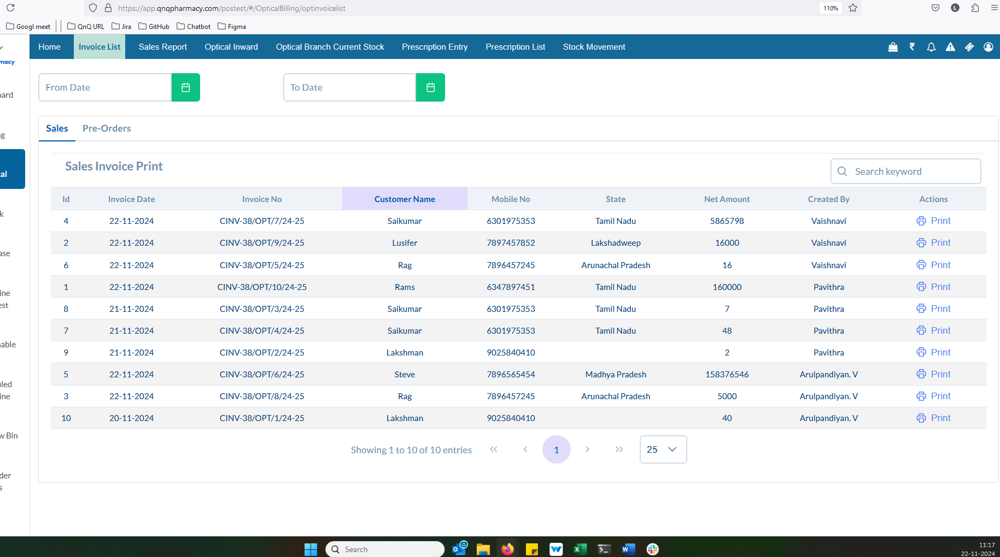 https://app.qnqpharmacy.com/postest/#/OpticalBilling/optinvoicelist 110% L
Googl meet QnQ URL Jira GitHub Chatbot Figma
Home Invoice List Sales Report Optical Inward Optical Branch Current Stock Prescription Entry Prescription List Stock Movement
macy
From Date To Date
Sales Pre-Orders
Sales Invoice Print
Search keyword
Id Invoice Date Invoice No Customer Name Mobile No State Net Amount Created By Actions
4 22-11-2024 CINV-38/OPT/7/24-25 Saikumar 6301975353 Tamil Nadu 5865798 Vaishnavi Print
2 22-11-2024 CINV-38/OPT/9/24-25 Lusifer 7897457852 Lakshadweep 16000 Vaishnavi Print
6 22-11-2024 CINV-38/OPT/5/24-25 Rag 7896457245 Arunachal Pradesh 16 Vaishnavi Print
1 22-11-2024 CINV-38/OPT/10/24-25 Rams 6347897451 Tamil Nadu 160000 Pavithra Print
8 21-11-2024 CINV-38/OPT/3/24-25 Saikumar 6301975353 Tamil Nadu 7 Pavithra Print
7 21-11-2024 CINV-38/OPT/4/24-25 Saikumar 6301975353 Tamil Nadu 48 Pavithra Print
9 21-11-2024 CINV-38/OPT/2/24-25 Lakshman 9025840410 2 Pavithra Print
5 22-11-2024 CINV-38/OPT/6/24-25 Steve 7896565454 Madhya Pradesh 158376546 Arulpandiyan. V Print
3 22-11-2024 CINV-38/OPT/8/24-25 Rag 7896457245 Arunachal Pradesh 5000 Arulpandiyan. V Print
10 20-11-2024 CINV-38/OPT/1/24-25 Lakshman 9025840410 40 Arulpandiyan. V Print
Showing 1 to 10 of 10 entries « ‹ 1 › » 25
oard
g
cal
k
ase
ine
est
nable
uled
ine
w Bin
der
s
Search
11:17
22-11-2024